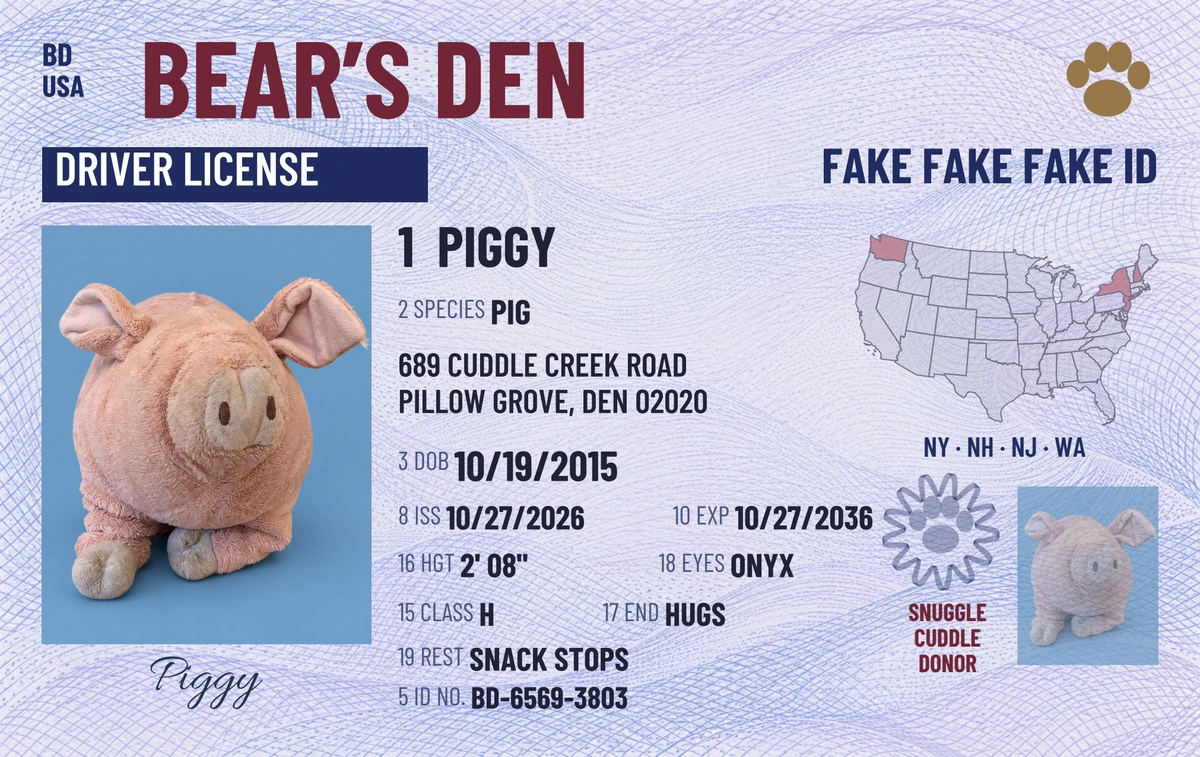 BD
USA
BEAR'S DEN
DRIVER LICENSE
FAKE FAKE FAKE ID
1 PIGGY
2 SPECIES PIG
689 CUDDLE CREEK ROAD
PILLOW GROVE, DEN 02020
3 DOB 10/19/2015
8 ISS 10/27/2026 10 EXP 10/27/2036
16 HGT 2' 08" 18 EYES ONYX
15 CLASS H 17 END HUGS
19 REST SNACK STOPS
5 ID NO. BD-6569-3803
Piggy
NY · NH · NJ · WA
SNUGGLE
CUDDLE
DONOR